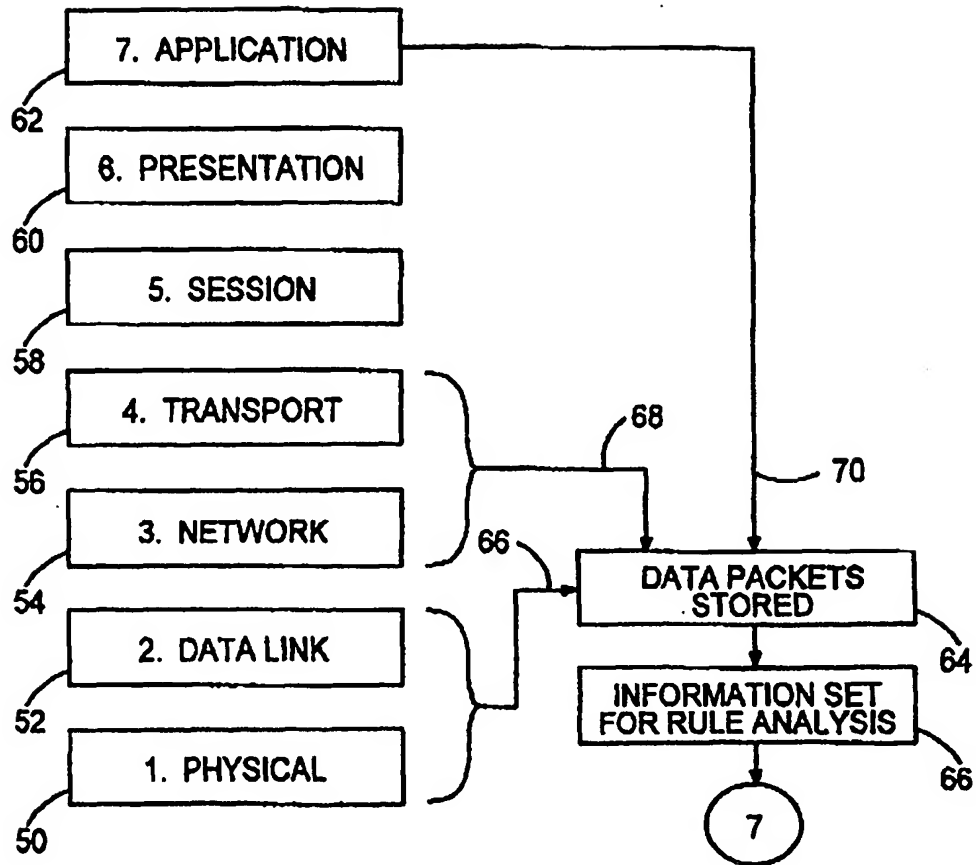 7. APPLICATION
62
6. PRESENTATION
60
5. SESSION
58
4. TRANSPORT
56
68
70
3. NETWORK
54
66
DATA PACKETS
STORED
64
2. DATA LINK
52
INFORMATION SET
FOR RULE ANALYSIS
66
1. PHYSICAL
50
7